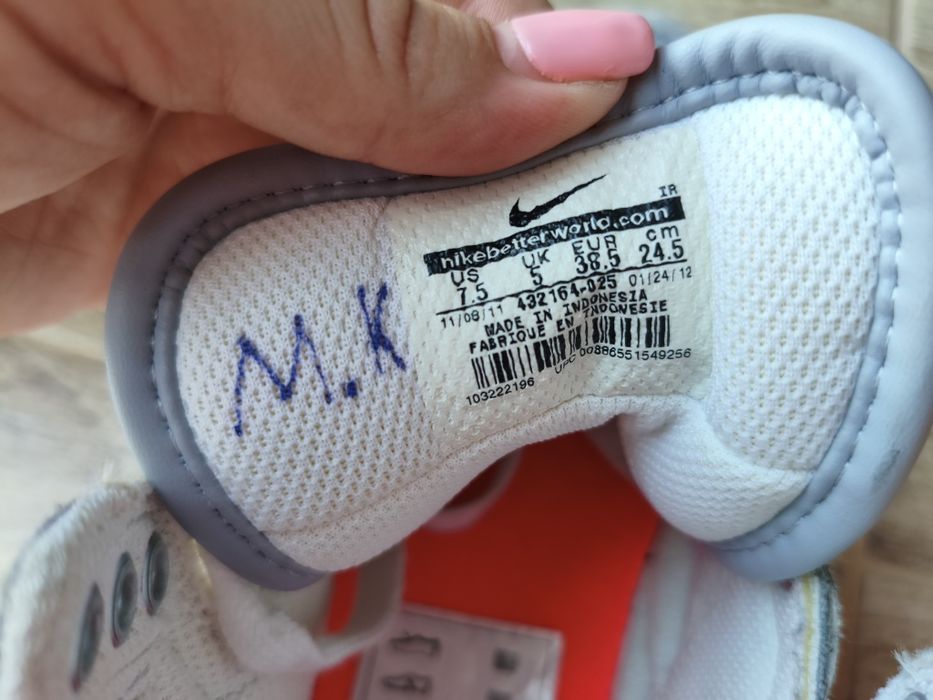 IR
nikebetterworld.com
US UK EUR cm
7.5 5 38.5 24.5
11/08/11 432164-025 01/24/12
MADE IN INDONESIA
FABRIQUE EN INDONESIE
103222196 UPC 00886551549256
M.K